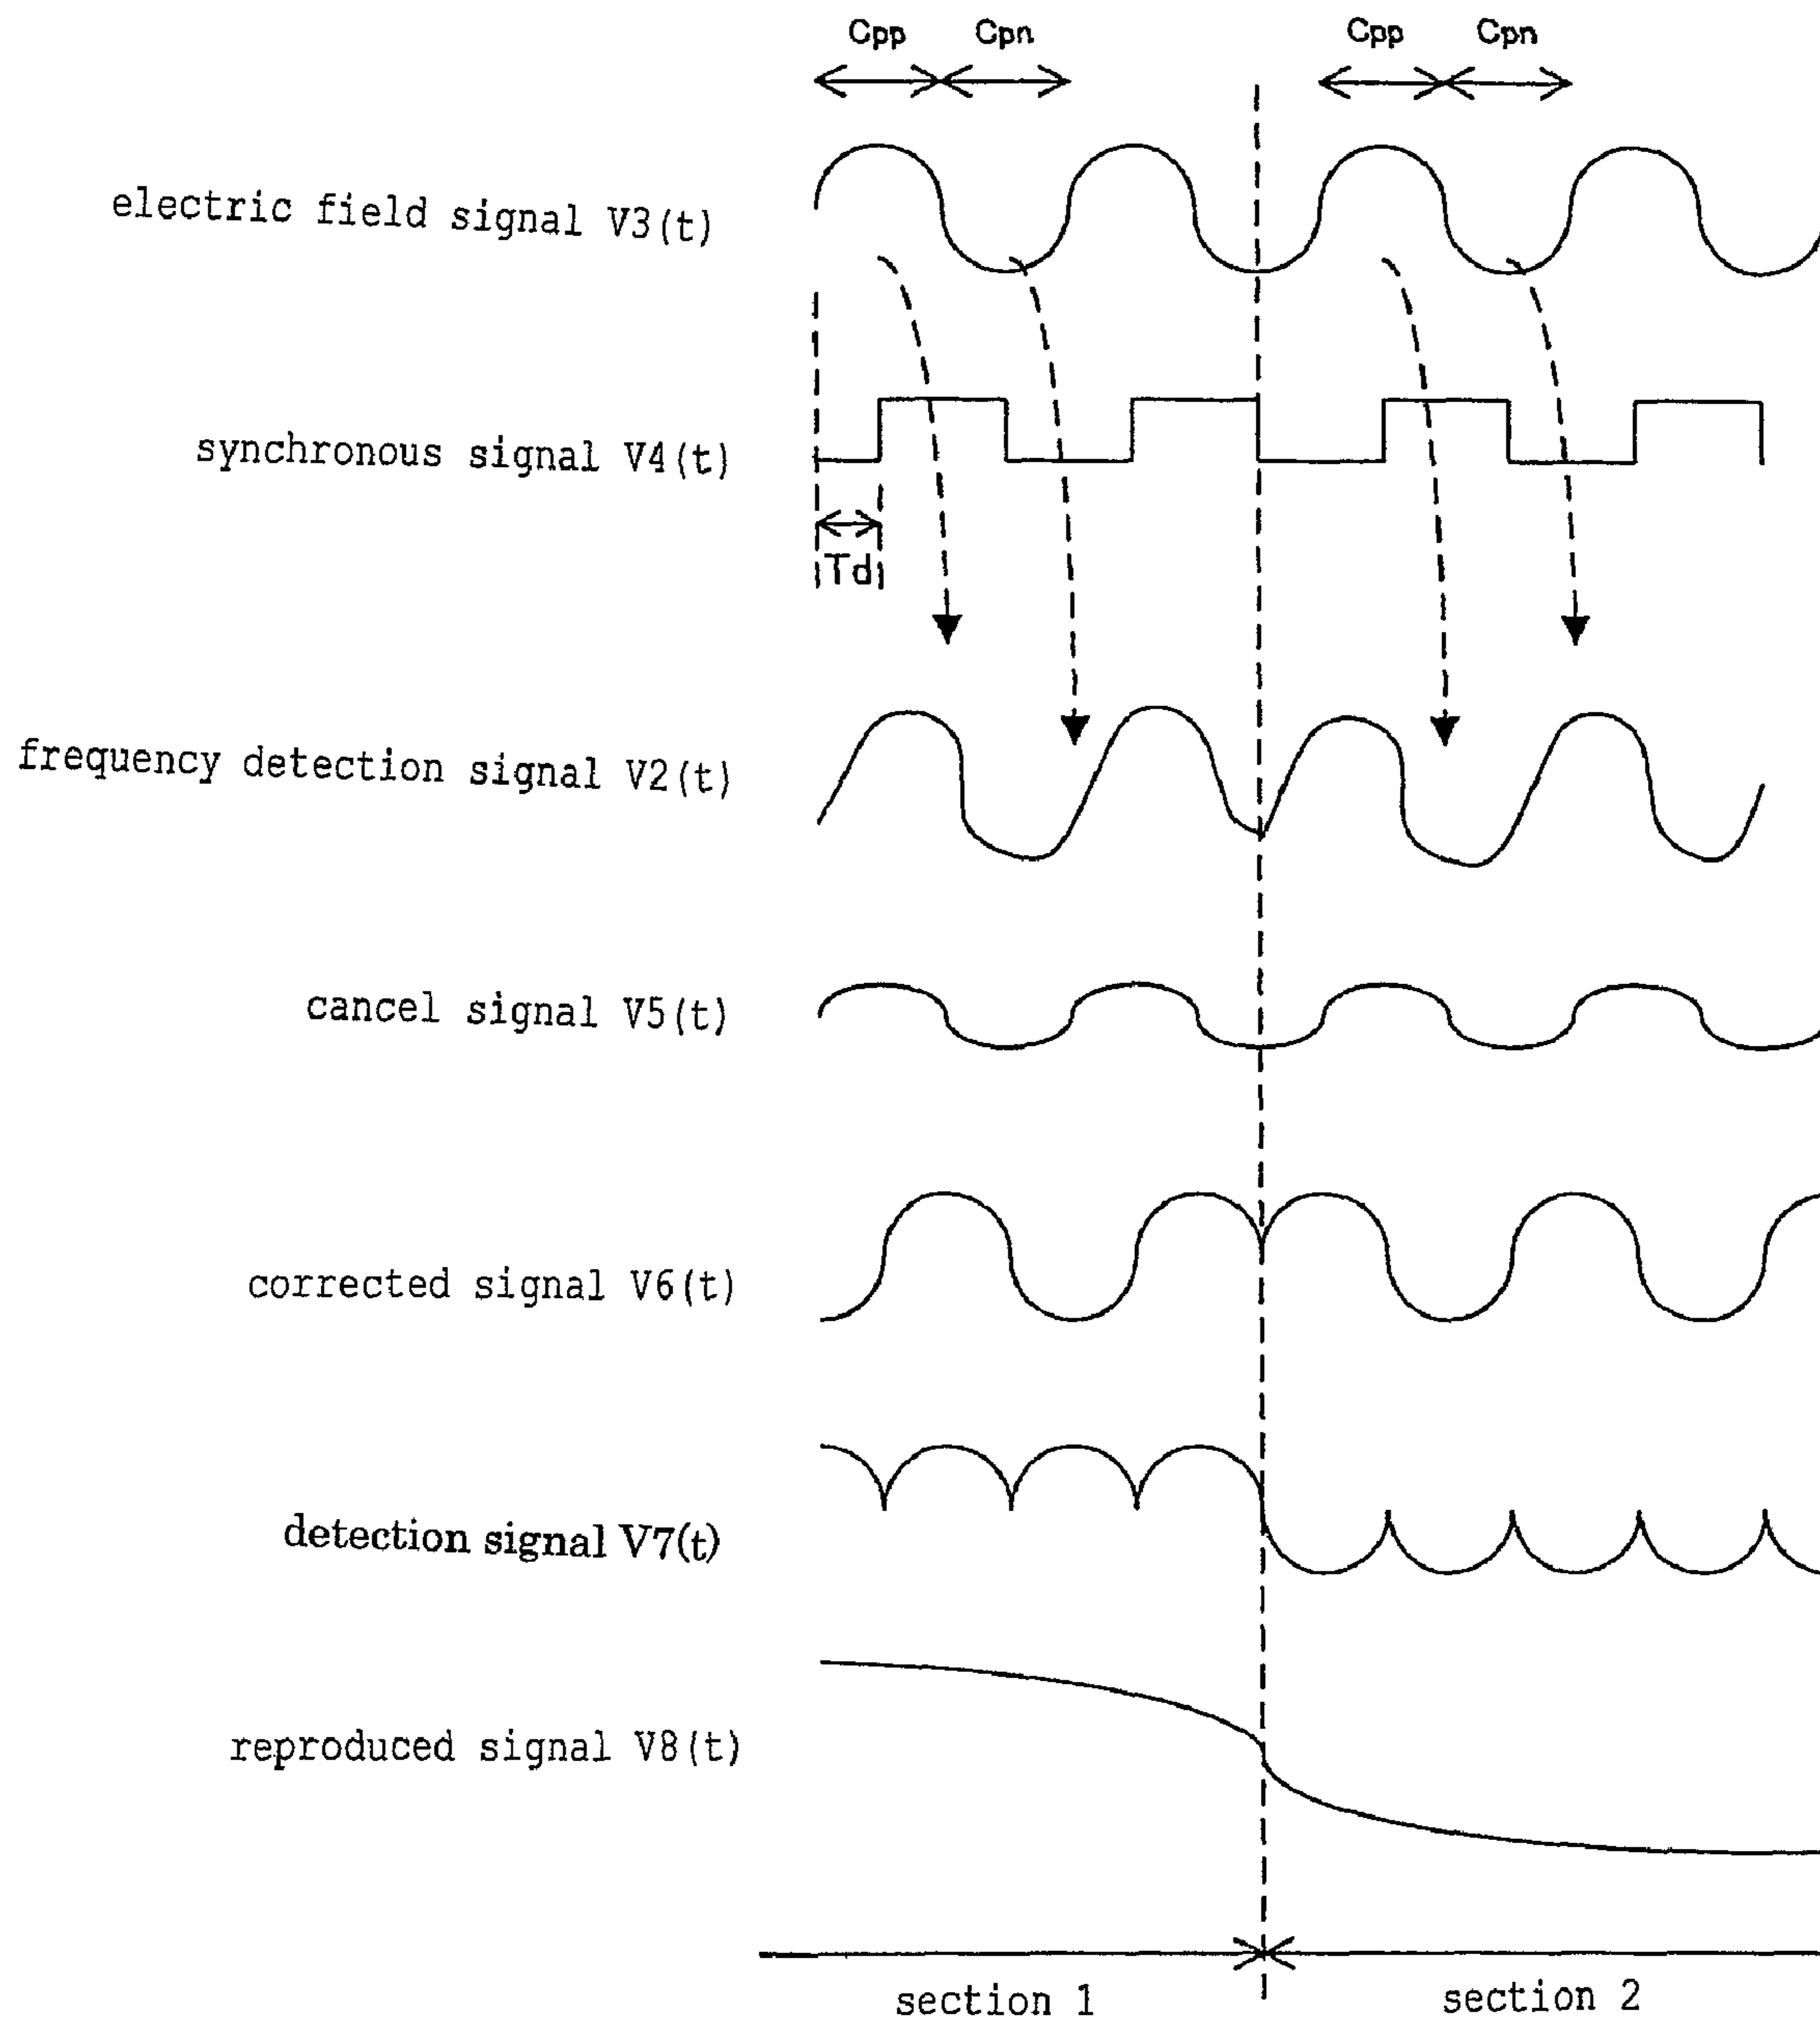 Cpp Cpn Cpp Cpn
electric field signal V3(t)
synchronous signal V4(t)
Td
frequency detection signal V2(t)
cancel signal V5(t)
corrected signal V6(t)
detection signal V7(t)
reproduced signal V8(t)
section 1 section 2